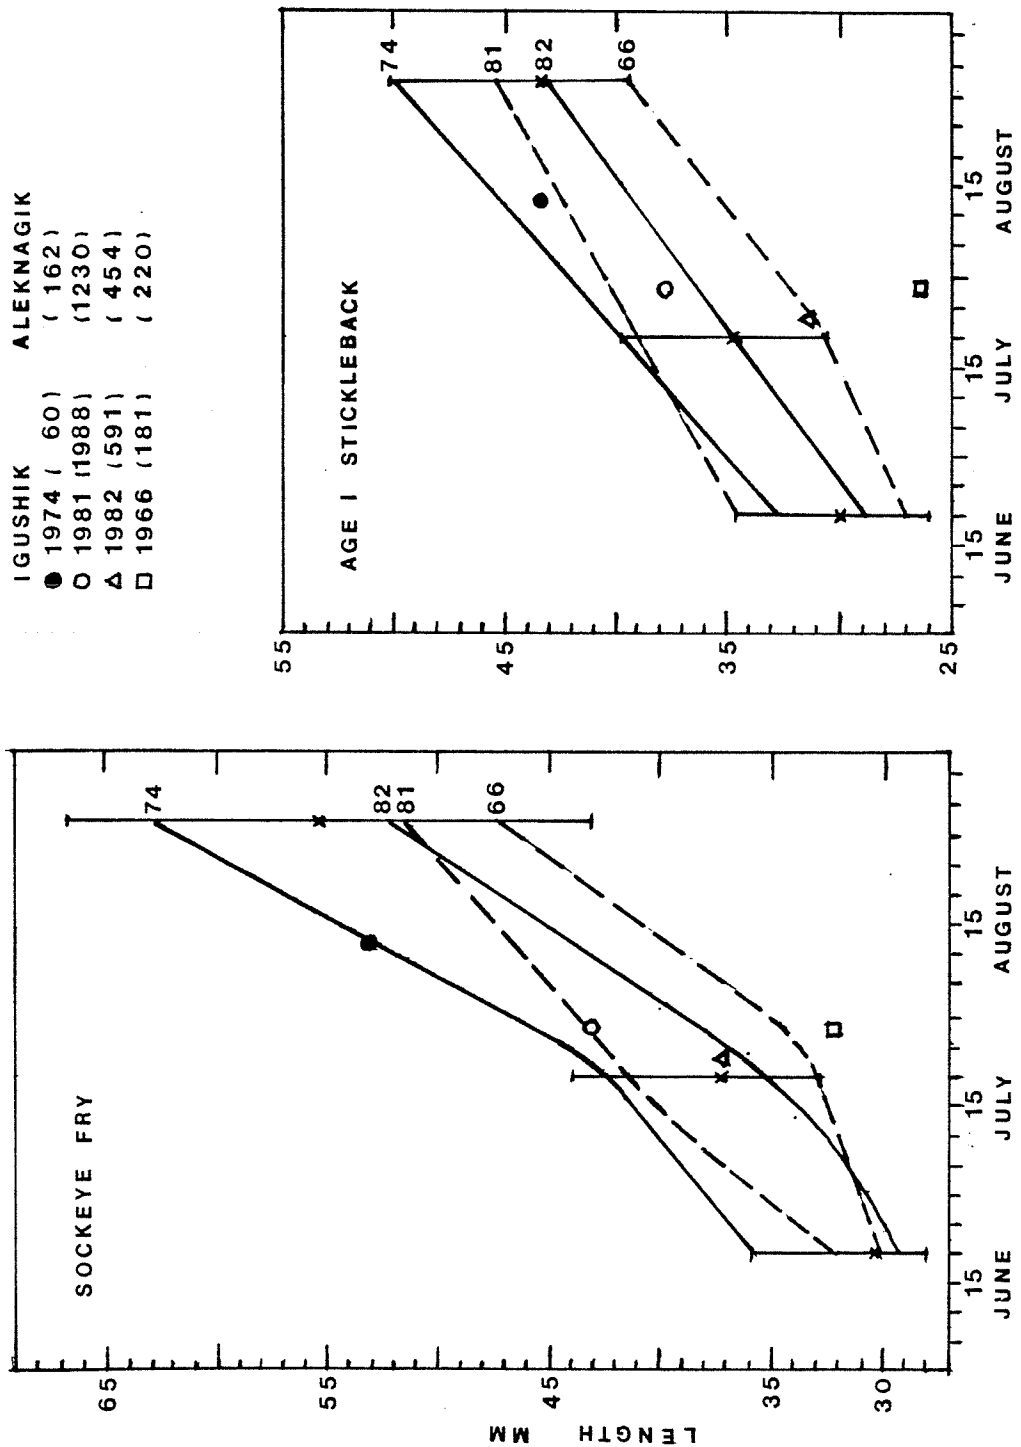 IGUSHIK ALEKNAGIK
● 1974 ( 60) ( 162)
○ 1981 (1988) (1230)
△ 1982 (591) ( 454)
□ 1966 (181) ( 220)
SOCKEYE FRY
65
55
45
35
30
LENGTH MM
74
82
81
66
15 15 15
JUNE JULY AUGUST
AGE I STICKLEBACK
55
45
35
25
74
81
82
66
15 15 15
JUNE JULY AUGUST